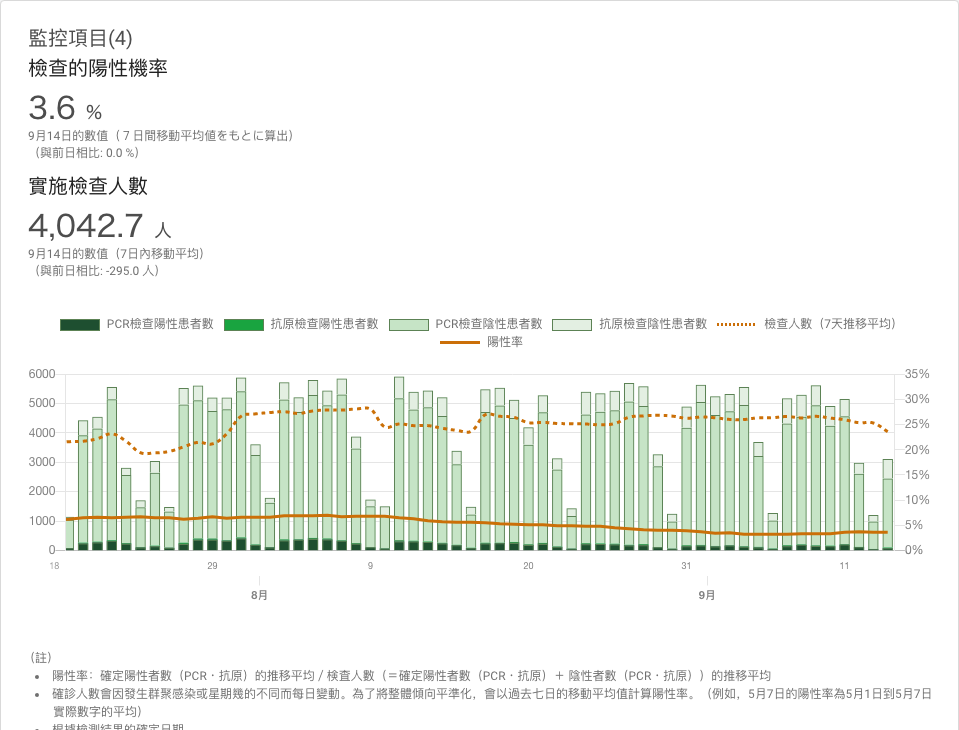 監控項目(4)
檢查的陽性機率
3.6 %
9月14日的數值（７日間移動平均値をもとに算出）
（與前日相比: 0.0 %）
實施檢查人數
4,042.7 人
9月14日的數值（7日內移動平均）
（與前日相比: -295.0 人）
PCR檢查陽性患者數 抗原檢查陽性患者數 PCR檢查陰性患者數 抗原檢查陰性患者數 檢查人數（7天推移平均）
陽性率
6000 35%
5000 30%
4000 25%
3000 20%
2000 15%
1000 10%
0 5%
0%
18 29 9 20 31 11
8月 9月
（註）
陽性率：確定陽性者數（PCR・抗原）的推移平均 / 検査人數（＝確定陽性者數（PCR・抗原）＋ 陰性者數（PCR・抗原））的推移平均
確診人數會因發生群聚感染或星期幾的不同而每日變動。為了將整體傾向平準化，會以過去七日的移動平均值計算陽性率。（例如，5月7日的陽性率為5月1日到5月7日
實際數字的平均）
根據檢測結果的確定日期